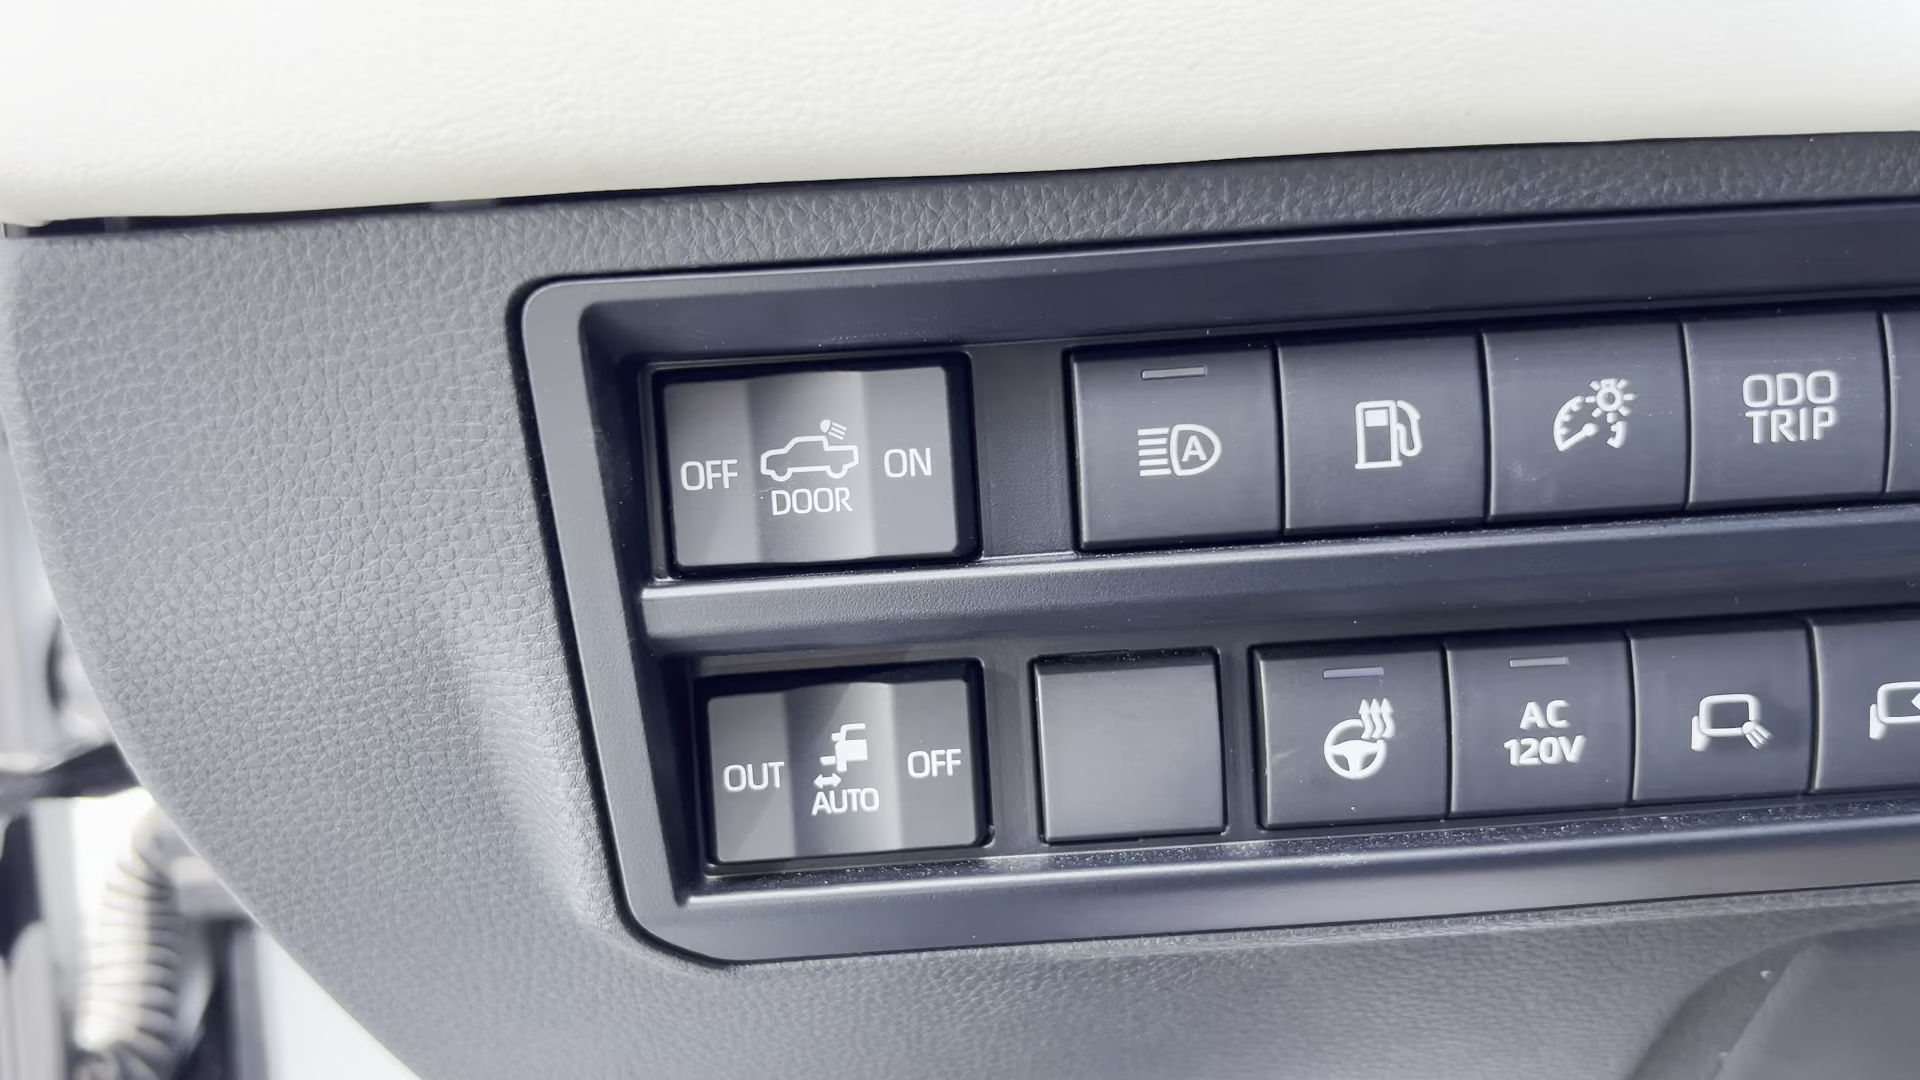 OFF DOOR ON
A
ODO
TRIP
OUT AUTO OFF
AC
120V